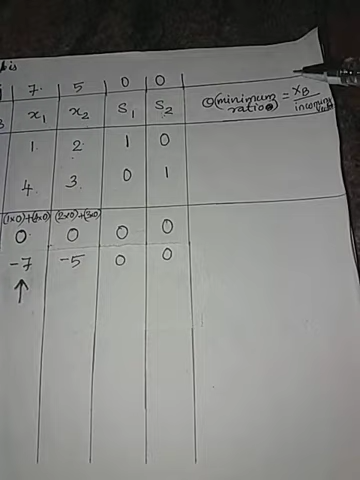 is
7 5 0 0
x1 x2 S1 S2 θ(minimum ratio) = XB/incoming
1 2 1 0
4 3 0 1
(1×0)+(4×0) (2×0)+(3×0)
0 0 0 0
-7 -5 0 0
↑